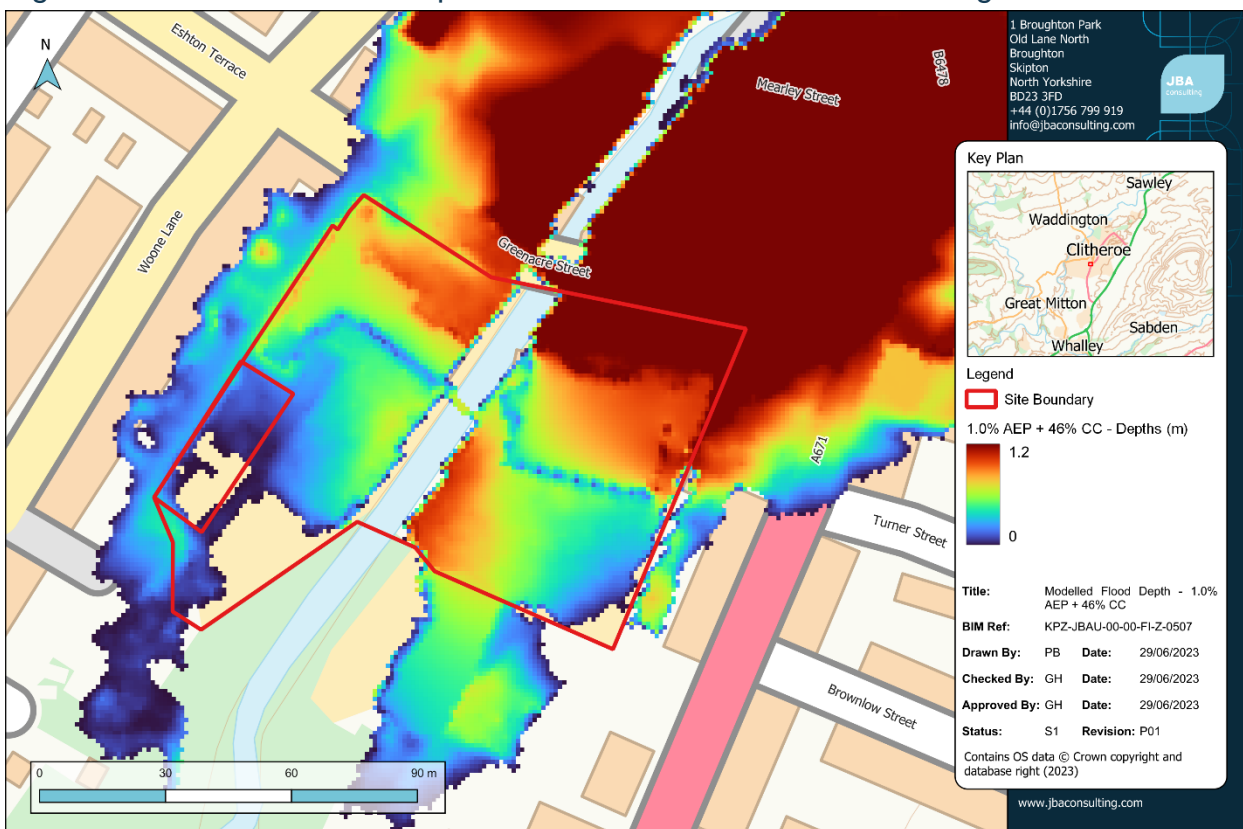 N
Eshton Terrace
Woone Lane
Mearley Street
B6478
Greenacre Street
A671
Turner Street
Brownlow Street
0 30 60 90 m
1 Broughton Park
Old Lane North
Broughton
Skipton
North Yorkshire
BD23 3FD
+44 (0)1756 799 919
info@jbaconsulting.com
JBA
consulting
Key Plan
Sawley
Waddington
Clitheroe
Great Mitton
Sabden
Whalley
Legend
Site Boundary
1.0% AEP + 46% CC - Depths (m)
1.2
0
Title: Modelled Flood Depth - 1.0%
AEP + 46% CC
BIM Ref: KPZ-JBAU-00-00-FI-Z-0507
Drawn By: PB Date: 29/06/2023
Checked By: GH Date: 29/06/2023
Approved By: GH Date: 29/06/2023
Status: S1 Revision: P01
Contains OS data © Crown copyright and
database right (2023)
www.jbaconsulting.com